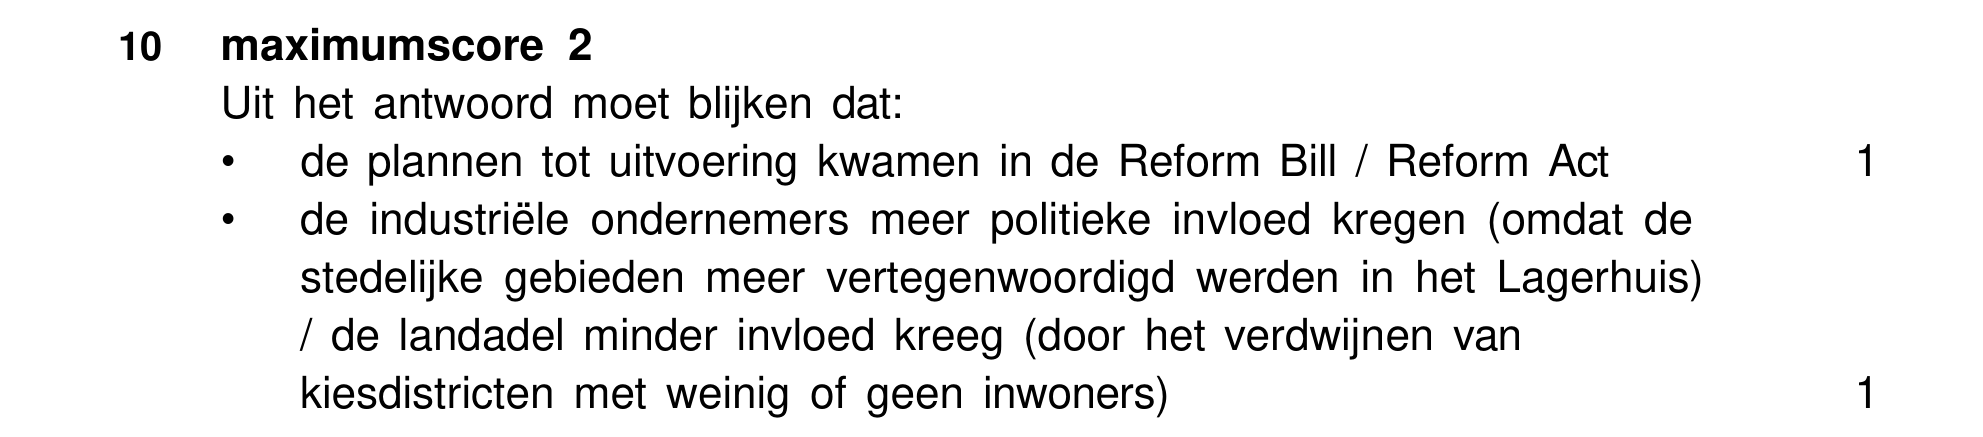 10 maximumscore 2
Uit het antwoord moet blijken dat:
• de plannen tot uitvoering kwamen in de Reform Bill / Reform Act 1
• de industriële ondernemers meer politieke invloed kregen (omdat de
stedelijke gebieden meer vertegenwoordigd werden in het Lagerhuis)
/ de landadel minder invloed kreeg (door het verdwijnen van
kiesdistricten met weinig of geen inwoners) 1